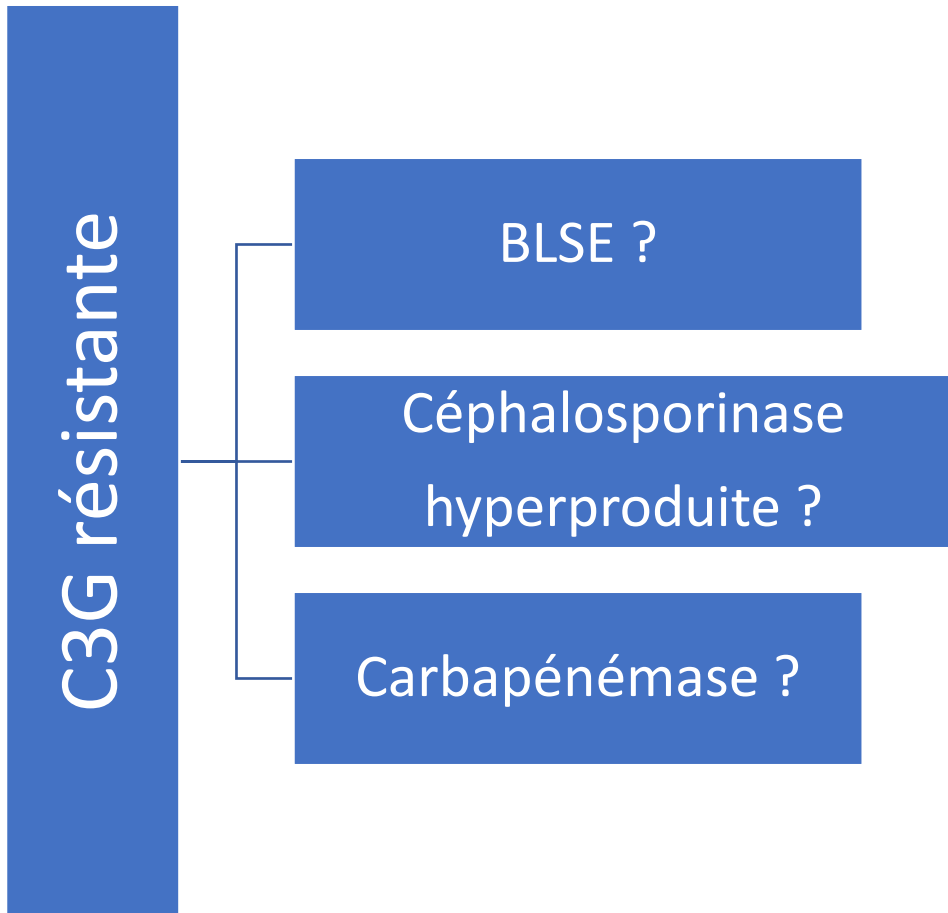 C3G résistante
BLSE ?
Céphalosporinase
hyperproduite ?
Carbapénémase ?